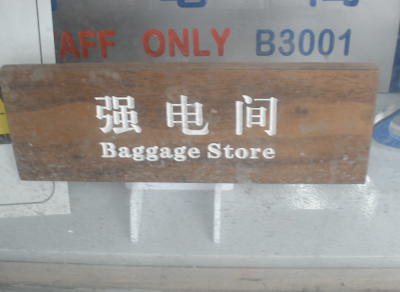 AFF ONLY B3001
强电间
Baggage Store